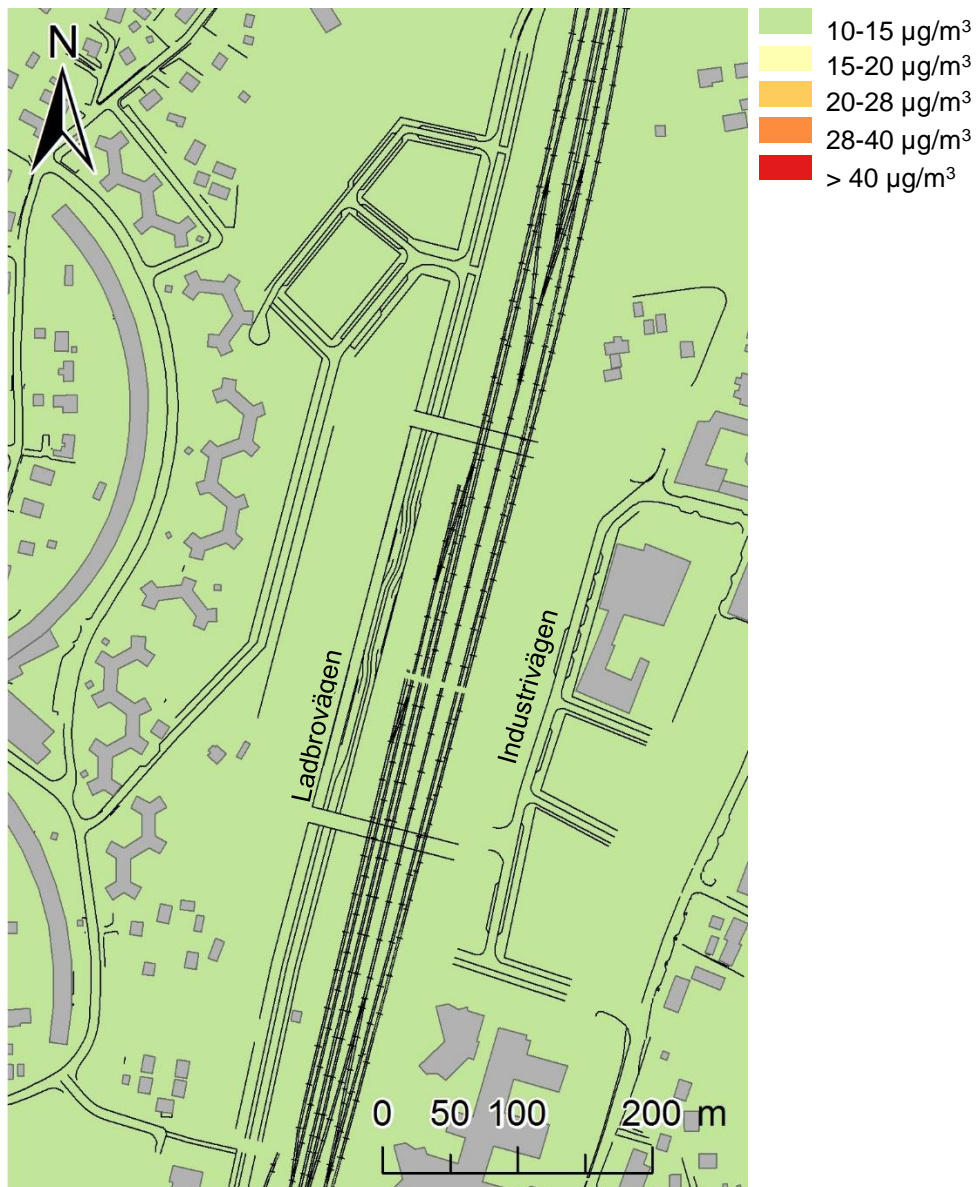 N
10-15 µg/m³
15-20 µg/m³
20-28 µg/m³
28-40 µg/m³
> 40 µg/m³
Ladbrovägen
Industrivägen
0 50 100 200 m